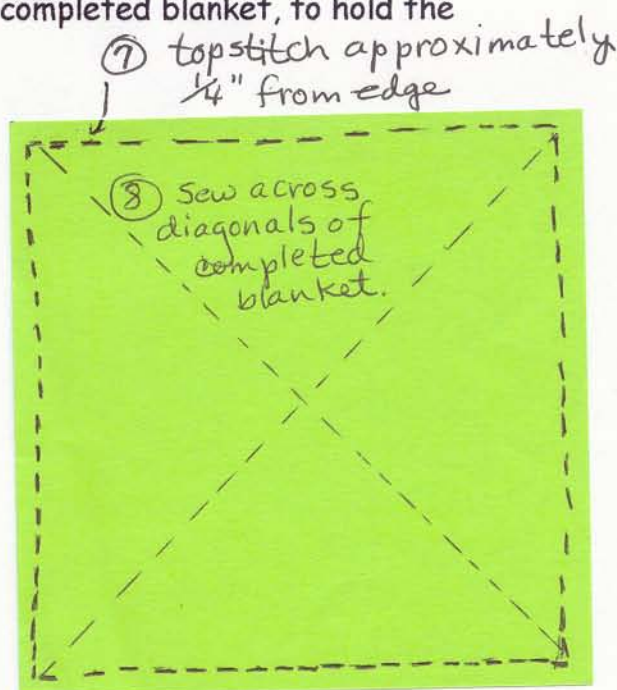 completed blanket, to hold the
⑦ topstitch approximately
1/4" from edge
⑧ Sew across
diagonals of
completed
blanket.